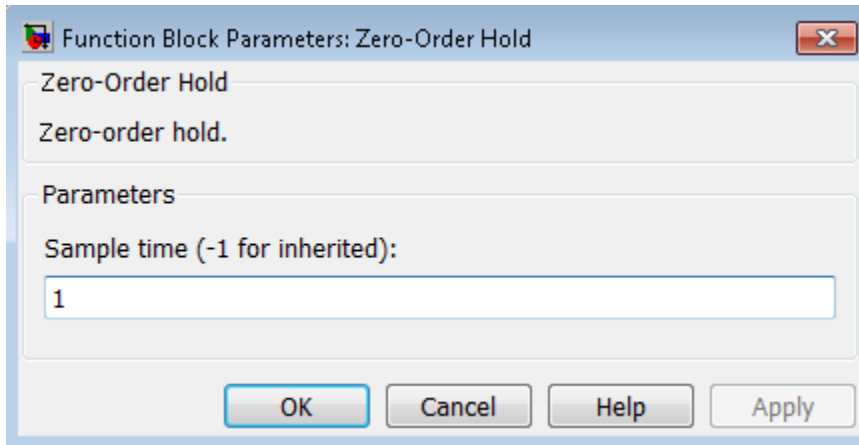 Function Block Parameters: Zero-Order Hold
Zero-Order Hold
Zero-order hold.
Parameters
Sample time (-1 for inherited):
1
OK Cancel Help Apply